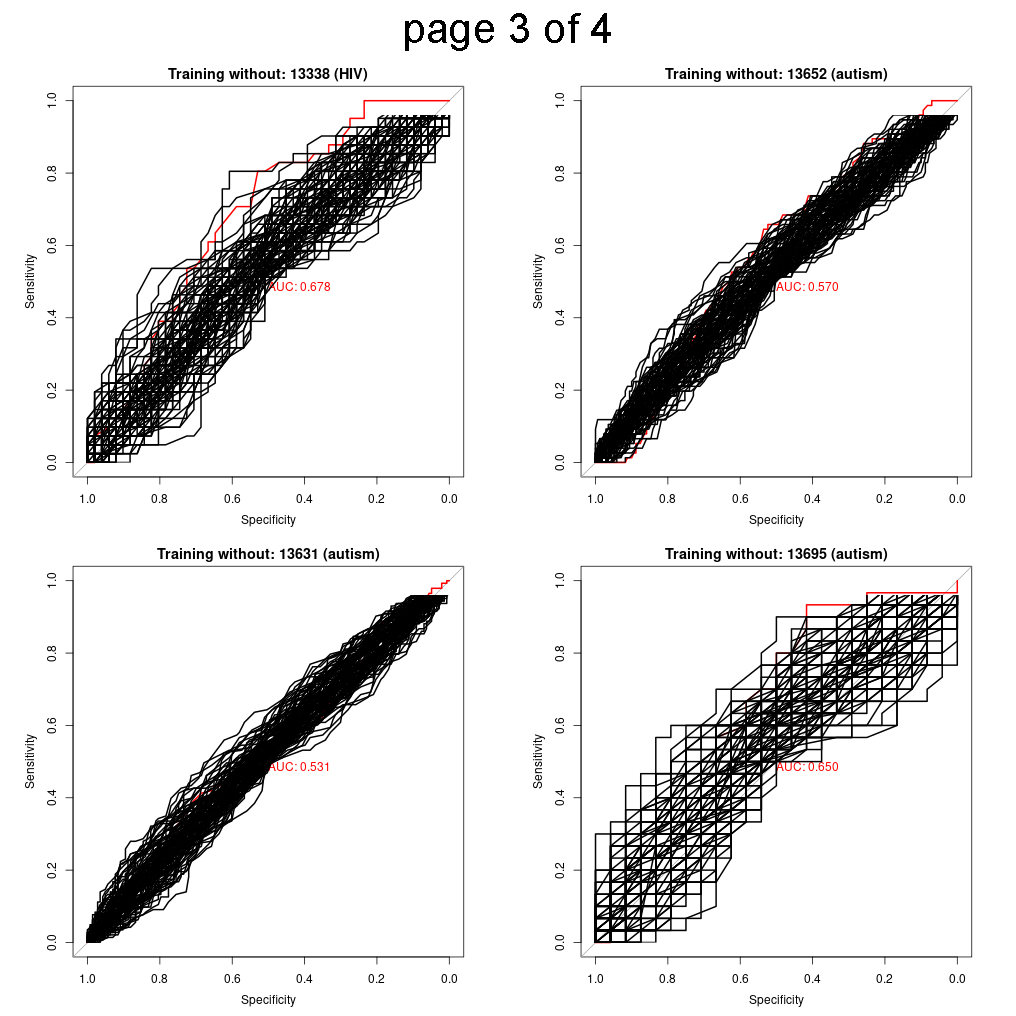 page 3 of 4
Training without: 13338 (HIV)
Sensitivity
1.0
0.8
0.6
0.4
0.2
0.0
AUC: 0.678
1.0 0.8 0.6 0.4 0.2 0.0
Specificity
Training without: 13652 (autism)
Sensitivity
1.0
0.8
0.6
0.4
0.2
0.0
AUC: 0.570
1.0 0.8 0.6 0.4 0.2 0.0
Specificity
Training without: 13631 (autism)
Sensitivity
1.0
0.8
0.6
0.4
0.2
0.0
AUC: 0.531
1.0 0.8 0.6 0.4 0.2 0.0
Specificity
Training without: 13695 (autism)
Sensitivity
1.0
0.8
0.6
0.4
0.2
0.0
AUC: 0.650
1.0 0.8 0.6 0.4 0.2 0.0
Specificity